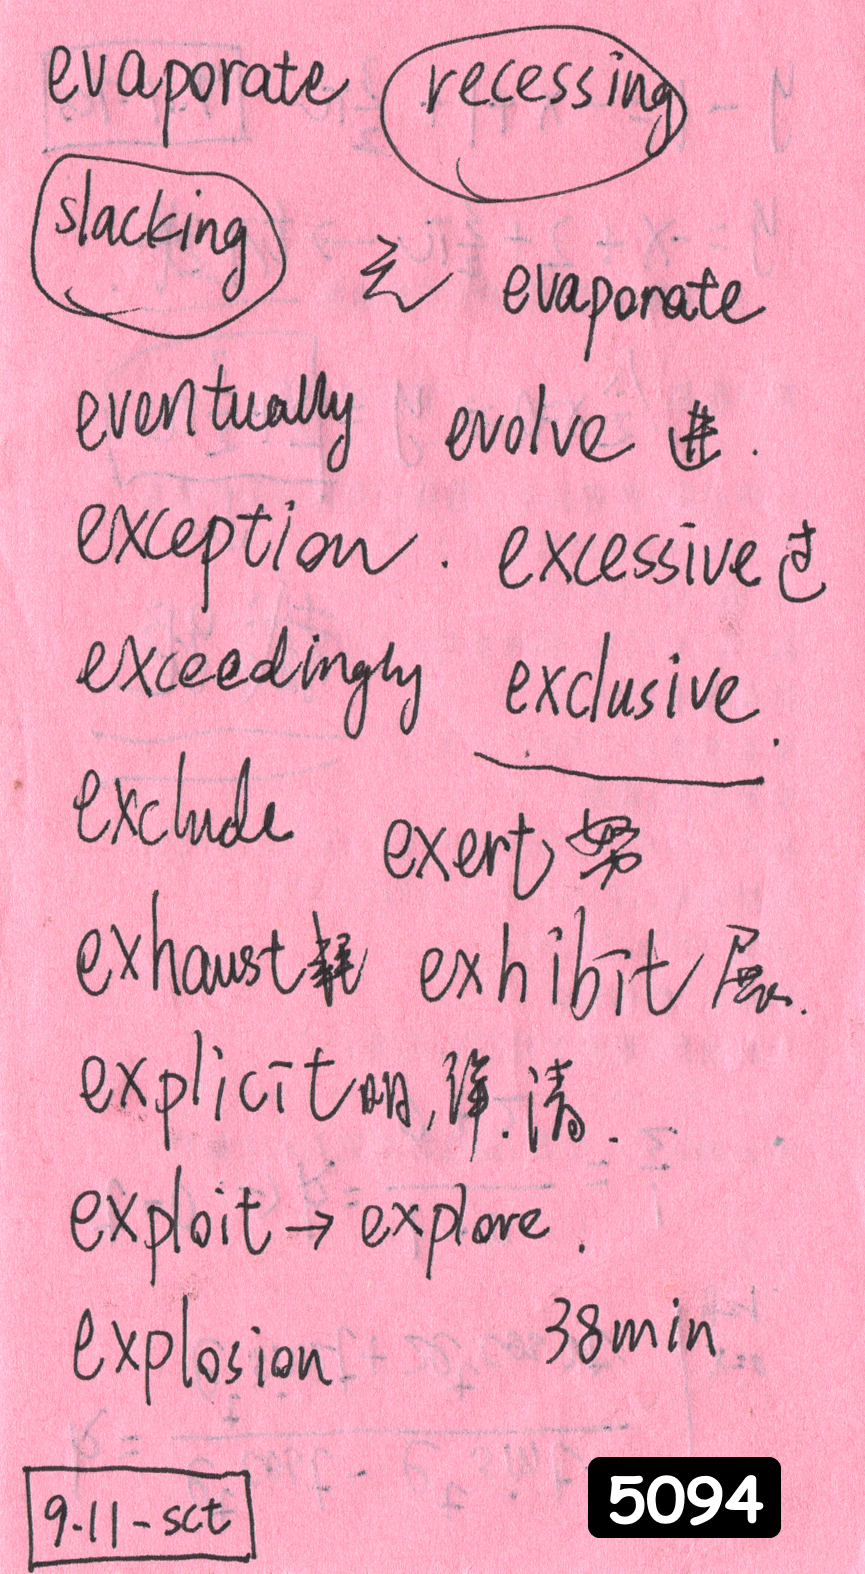 evaporate recessing
slacking evaporate
eventually evolve 进.
exception. excessive 过
exceedingly exclusive.
exclude exert 努
exhaust 耗 exhibit 展.
explicit 明,详.清.
exploit → explore.
explosion 38min
9.11-sct
5094